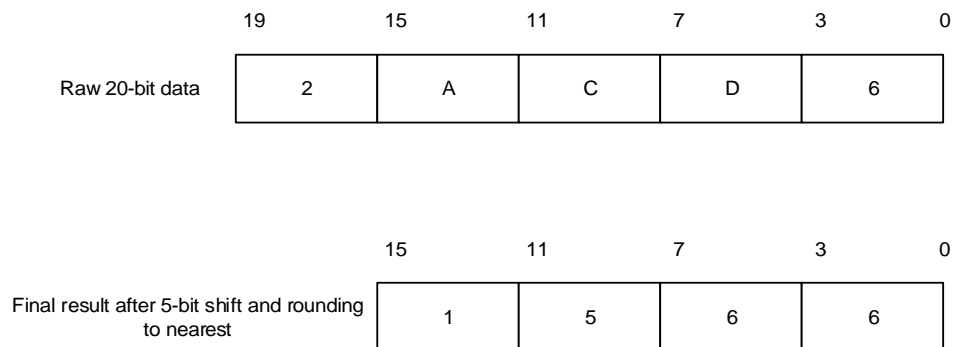 19 15 11 7 3 0
Raw 20-bit data 2 A C D 6
15 11 7 3 0
Final result after 5-bit shift and rounding
to nearest 1 5 6 6